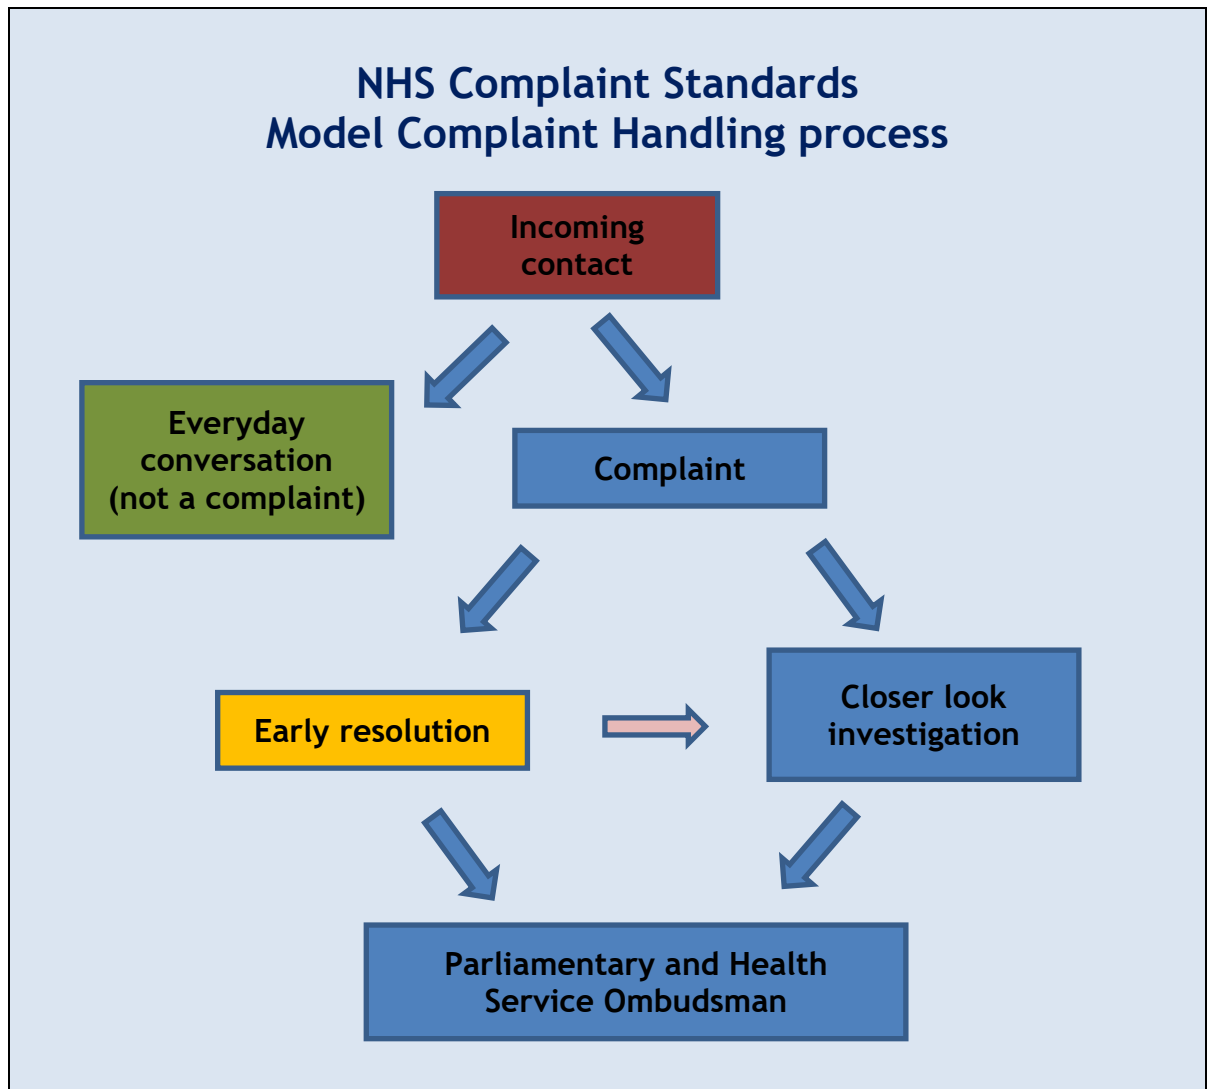 NHS Complaint Standards
Model Complaint Handling process
Incoming
contact
Everyday
conversation
(not a complaint)
Complaint
Early resolution
Closer look
investigation
Parliamentary and Health
Service Ombudsman